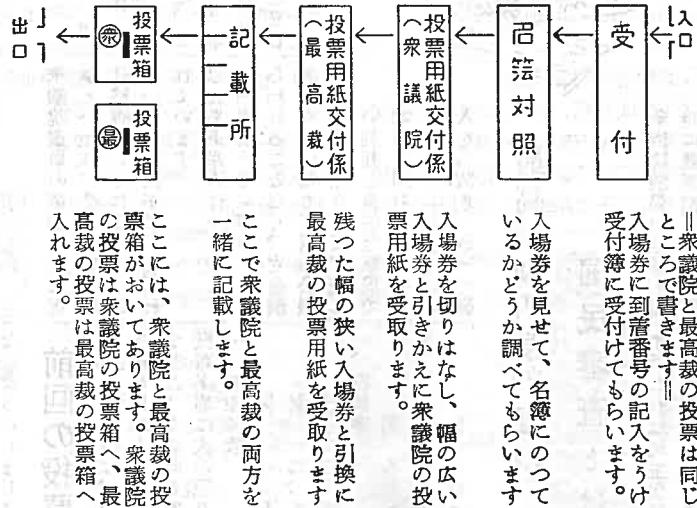 入口
受付
名簿対照
投票用紙交付係
（衆議院）
投票用紙交付係
（最高裁）
記載所
投票箱
衆
投票箱
最
出口
＝衆議院と最高裁の投票は同じ
ところで書きます＝
入場券に到着番号の記入をうけ
受付簿に受付けてもらいます。
入場券を見せて、名簿にのつて
いるかどうか調べてもらいます
入場券を切りはなし、幅の広い
入場券と引きかえに衆議院の投
票用紙を受取ります。
残つた幅の狭い入場券と引換に
最高裁の投票用紙を受取ります
ここで衆議院と最高裁の両方を
一緒に記載します。
ここには、衆議院と最高裁の投
票箱がおいてあります。衆議院
の投票は衆議院の投票箱へ、最
高裁の投票は最高裁の投票箱へ
入れます。